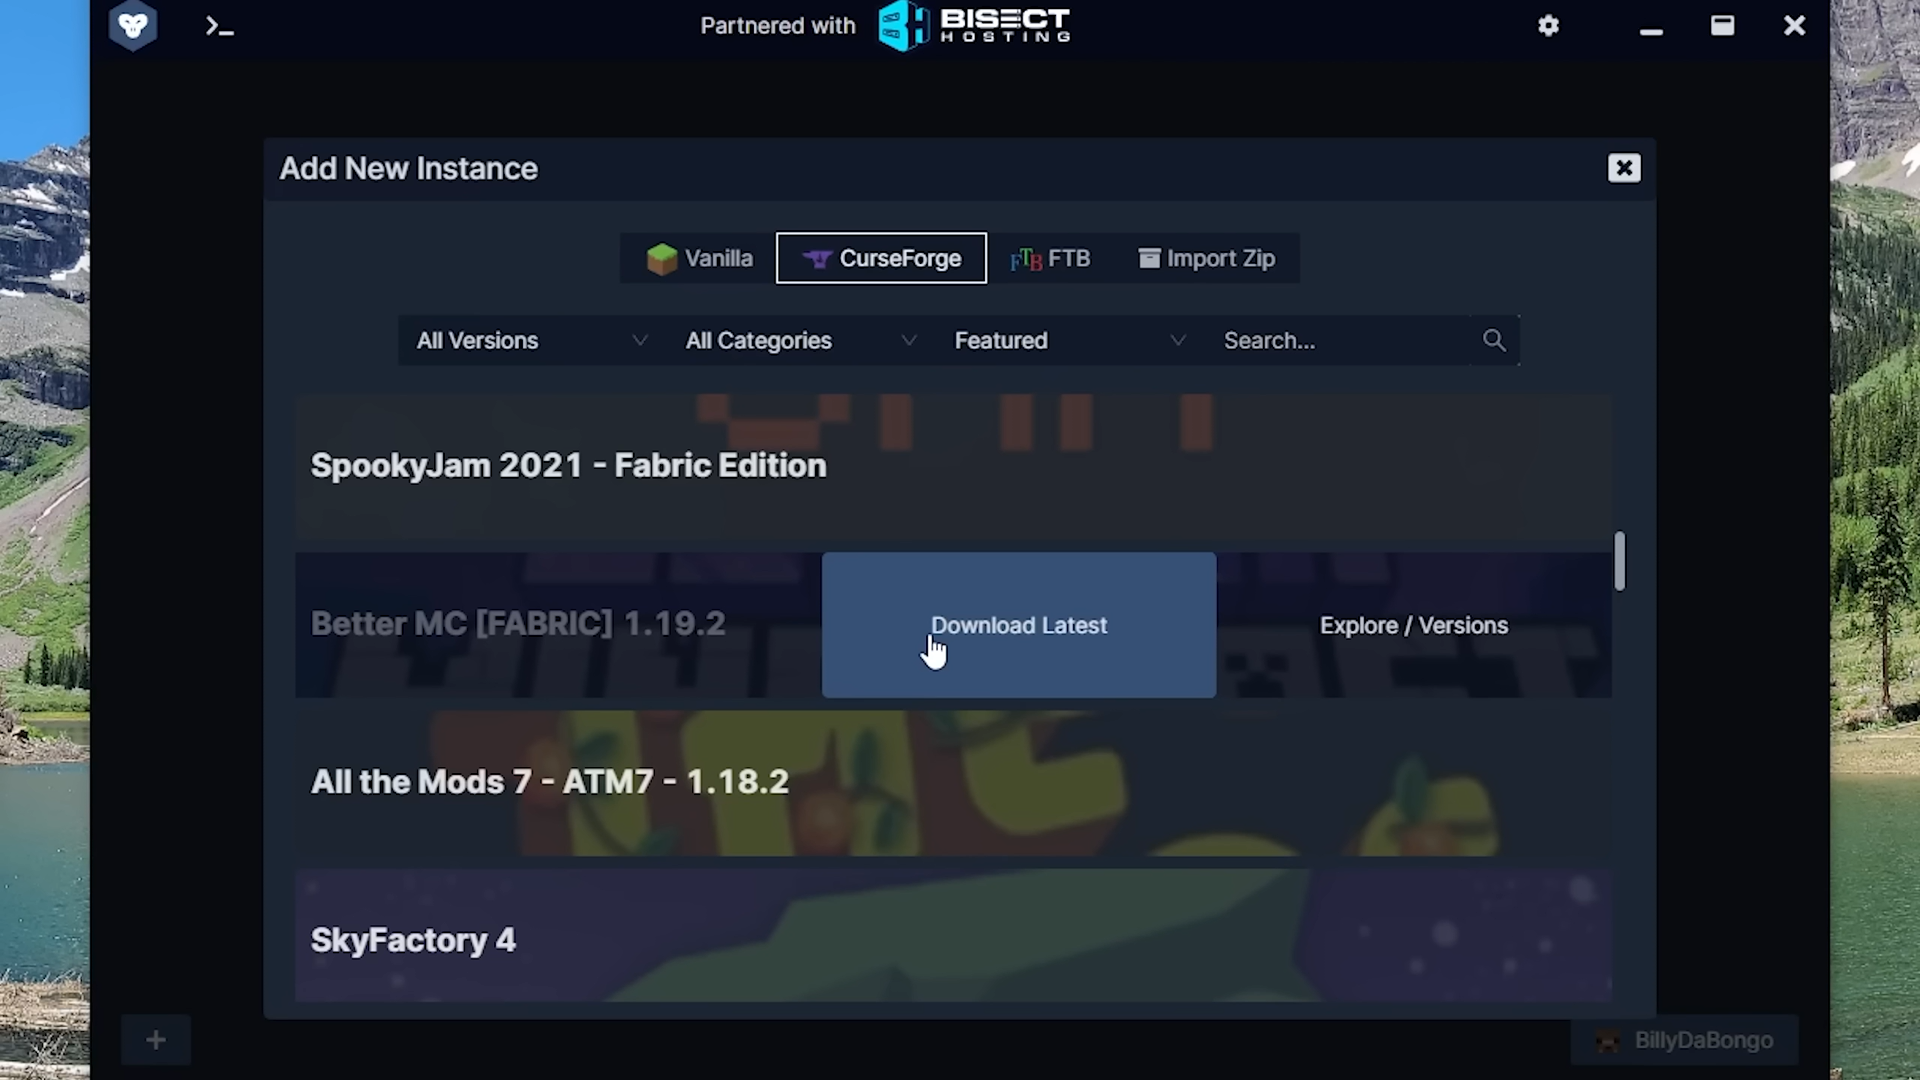 Partnered with BISECT HOSTING
Add New Instance
Vanilla CurseForge FTB FTB Import Zip
All Versions All Categories Featured Search...
SpookyJam 2021 - Fabric Edition
Better MC [FABRIC] 1.19.2 Download Latest Explore / Versions
All the Mods 7 - ATM7 - 1.18.2
SkyFactory 4
BillyDaBongo